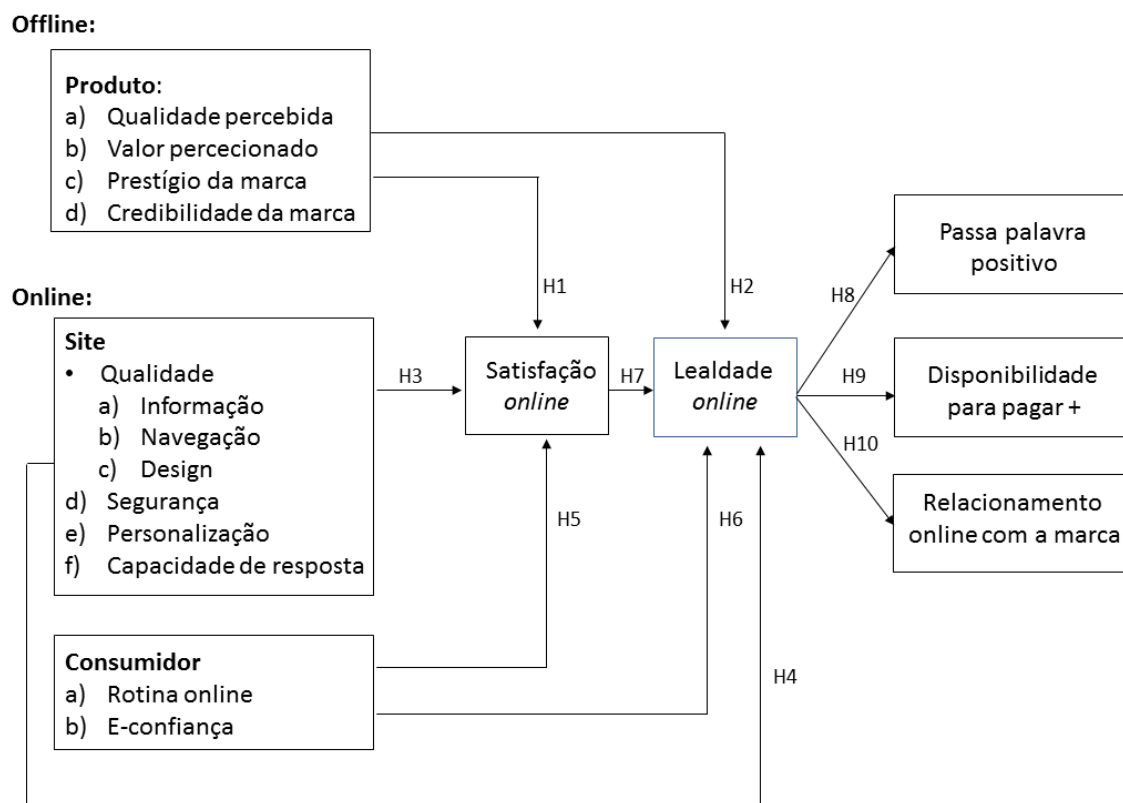 Offline:
Produto:
a) Qualidade percebida
b) Valor percecionado
c) Prestígio da marca
d) Credibilidade da marca
H1
H2
Online:
Site
• Qualidade
a) Informação
b) Navegação
c) Design
d) Segurança
e) Personalização
f) Capacidade de resposta
H3
Satisfação
online
H7
Lealdade
online
H8
H9
H10
Passa palavra
positivo
Disponibilidade
para pagar +
Relacionamento
online com a marca
H5
H6
Consumidor
a) Rotina online
b) E-confiança
H4